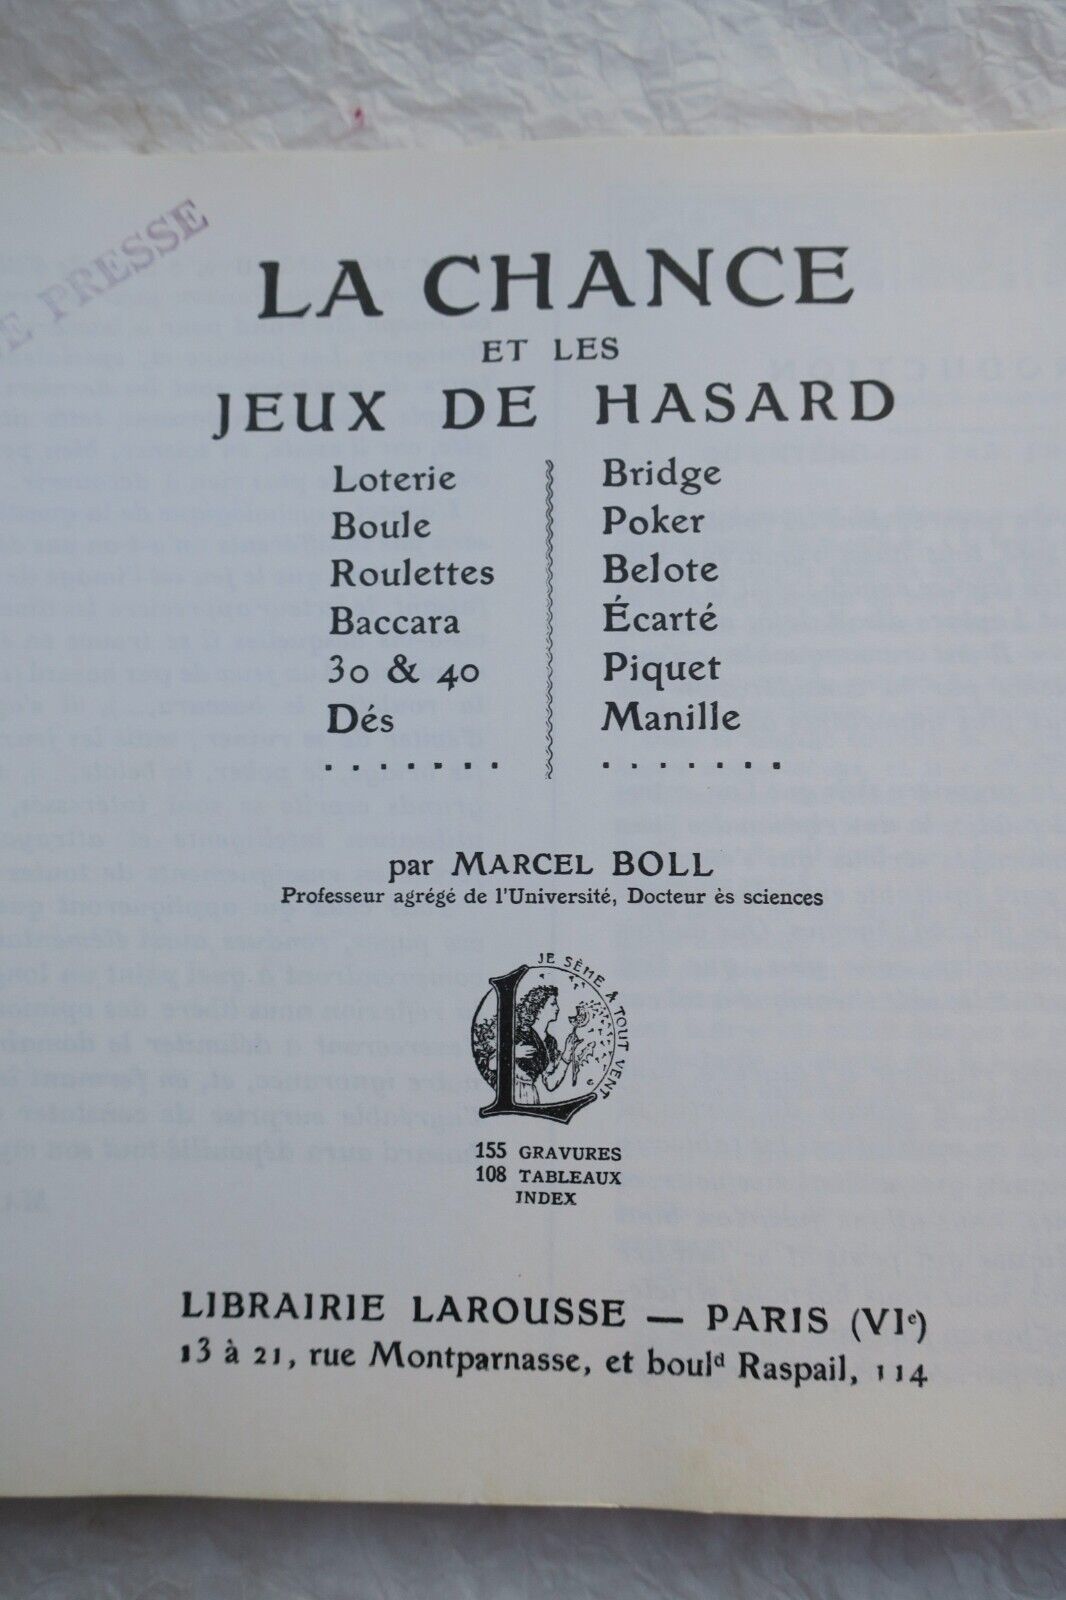 E PRESSE
LA CHANCE
ET LES
JEUX DE HASARD
Loterie
Boule
Roulettes
Baccara
30 & 40
Dés
.......
Bridge
Poker
Belote
Écarté
Piquet
Manille
.......
par MARCEL BOLL
Professeur agrégé de l'Université, Docteur ès sciences
JE SÈME À TOUT VENT
L
155 GRAVURES
108 TABLEAUX
INDEX
LIBRAIRIE LAROUSSE — PARIS (VIe)
13 à 21, rue Montparnasse, et bould Raspail, 114